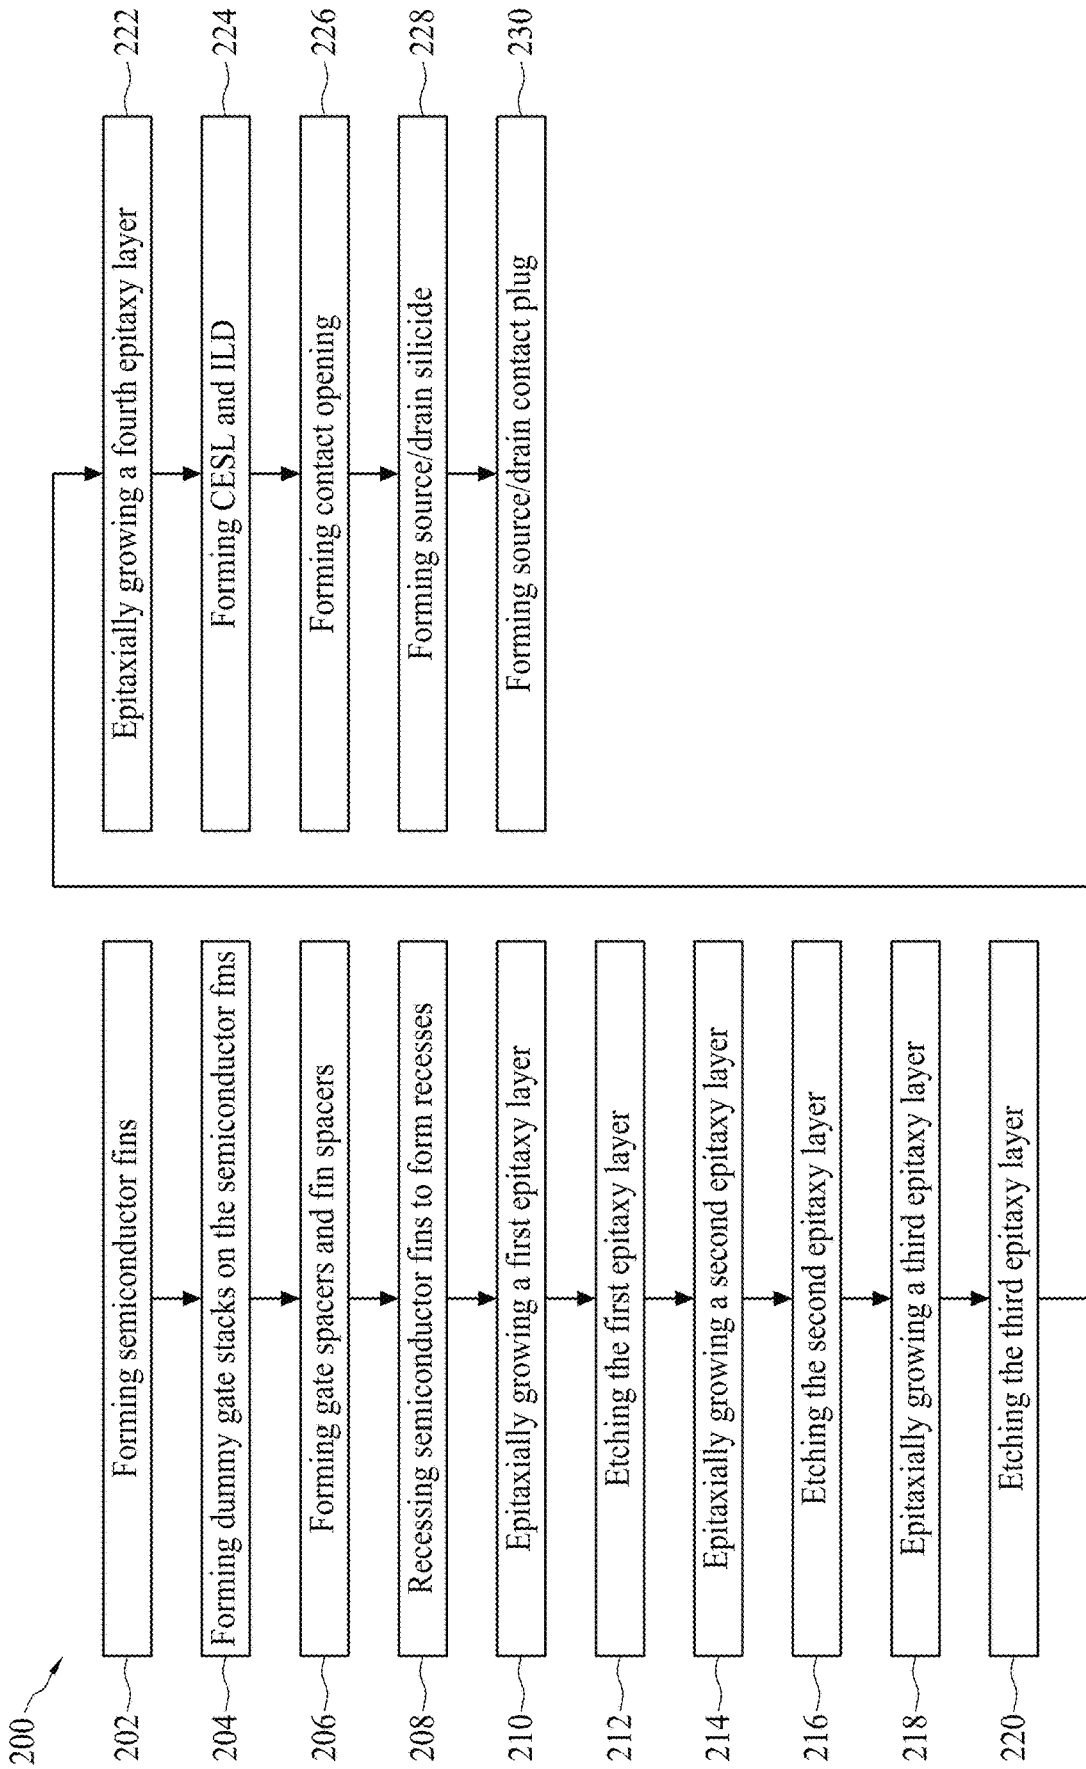 200
202
Forming semiconductor fins
204
Forming dummy gate stacks on the semiconductor fins
206
Forming gate spacers and fin spacers
208
Recessing semiconductor fins to form recesses
210
Epitaxially growing a first epitaxy layer
212
Etching the first epitaxy layer
214
Epitaxially growing a second epitaxy layer
216
Etching the second epitaxy layer
218
Epitaxially growing a third epitaxy layer
220
Etching the third epitaxy layer
Epitaxially growing a fourth epitaxy layer
222
Forming CESL and ILD
224
Forming contact opening
226
Forming source/drain silicide
228
Forming source/drain contact plug
230